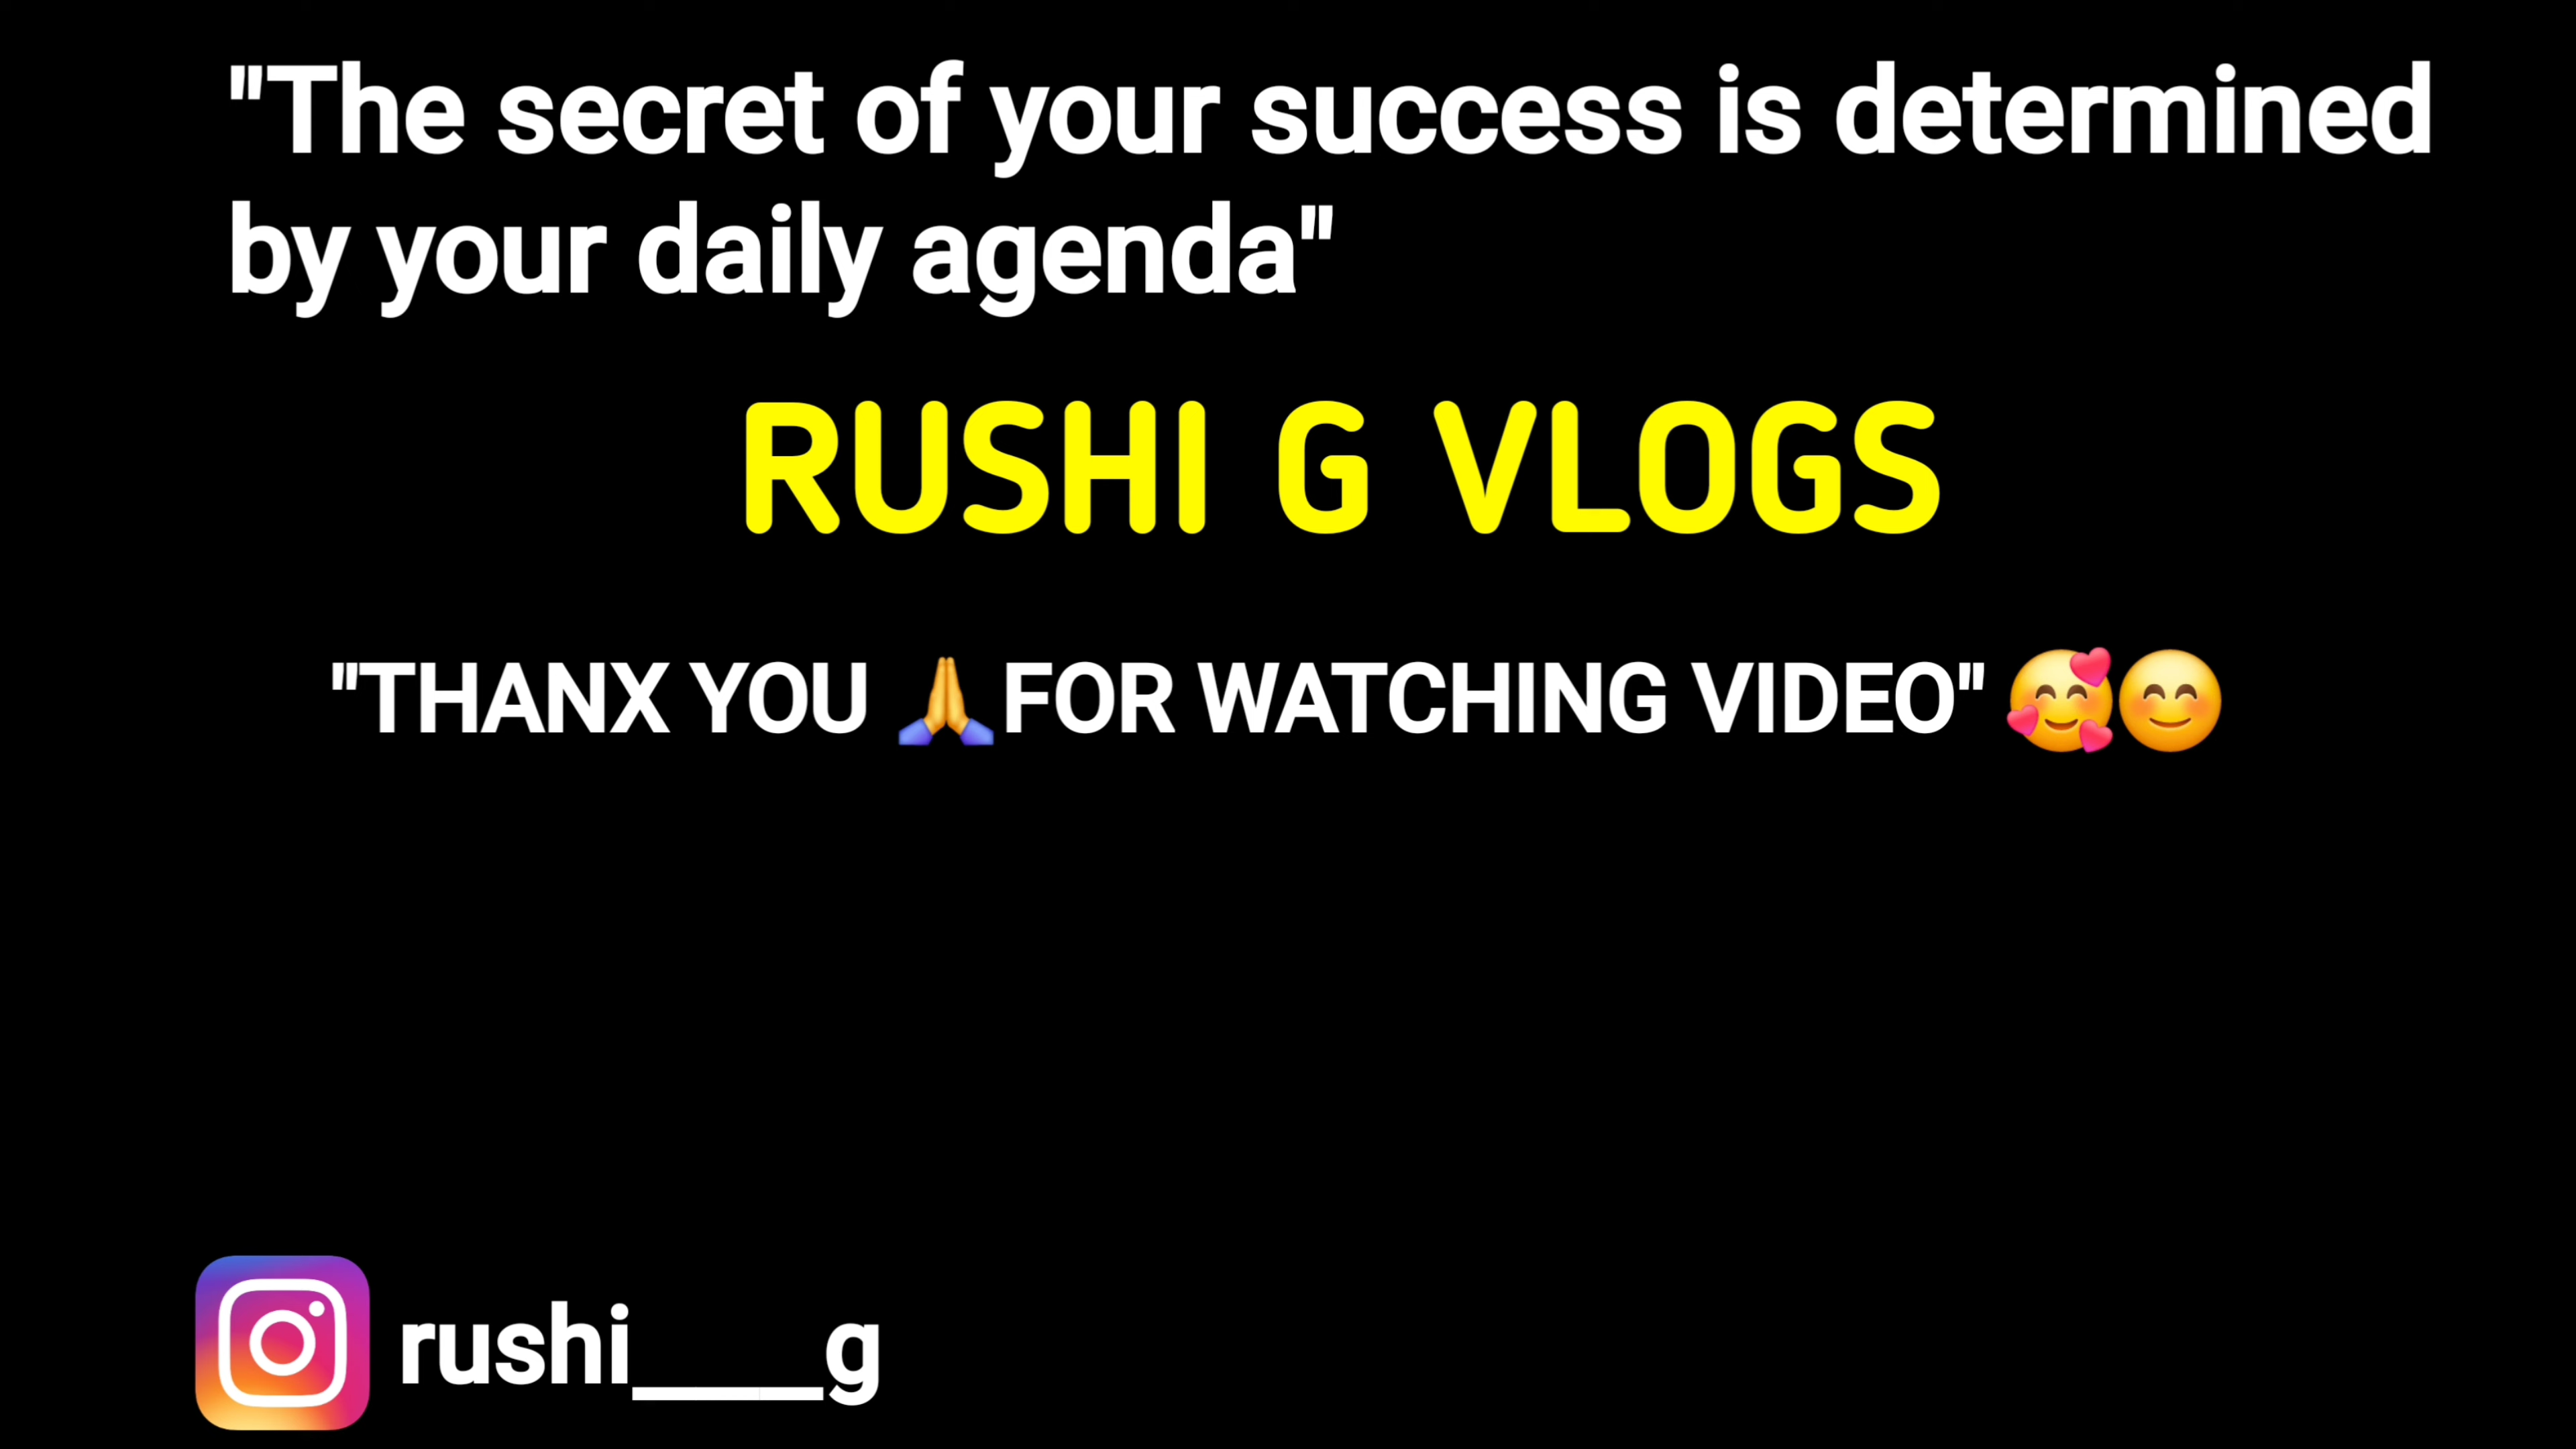 "The secret of your success is determined
by your daily agenda"
RUSHI G VLOGS
"THANX YOU 🙏FOR WATCHING VIDEO" 🥰😊
rushi____g